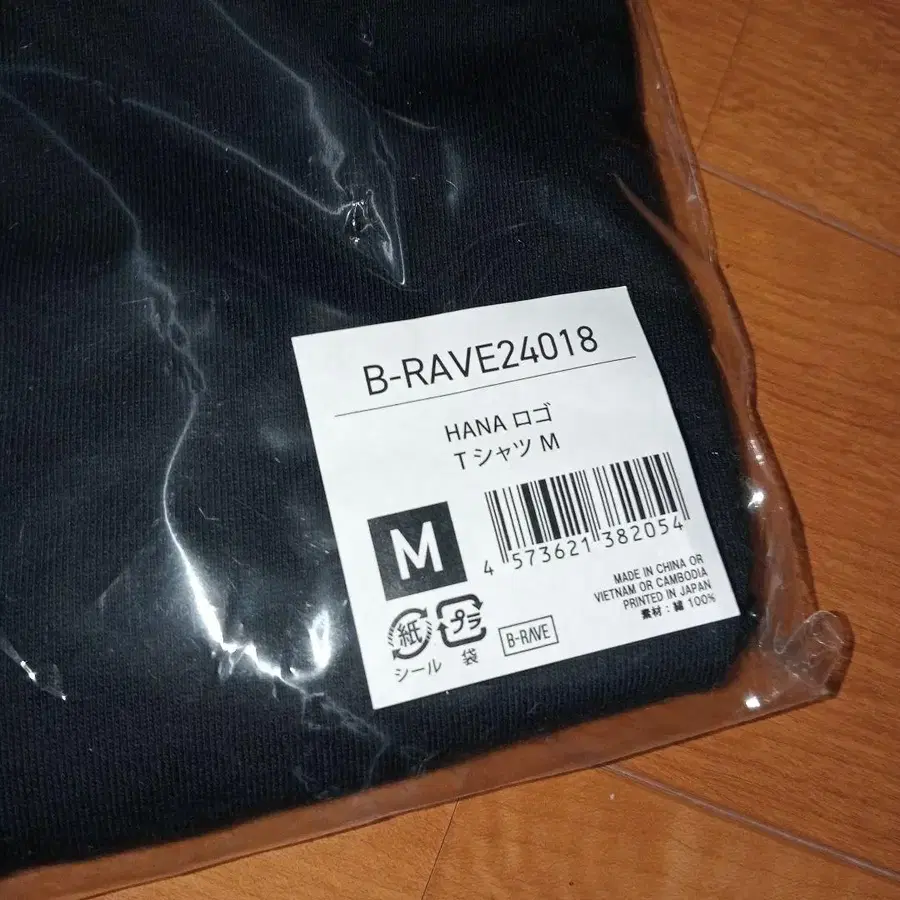 B-RAVE24018
HANA ロゴ
T シャツ M
M
4 573621 382054
MADE IN CHINA OR
VIETNAM OR CAMBODIA
PRINTED IN JAPAN
素材：綿 100%
紙
プラ
シール
袋
B-RAVE